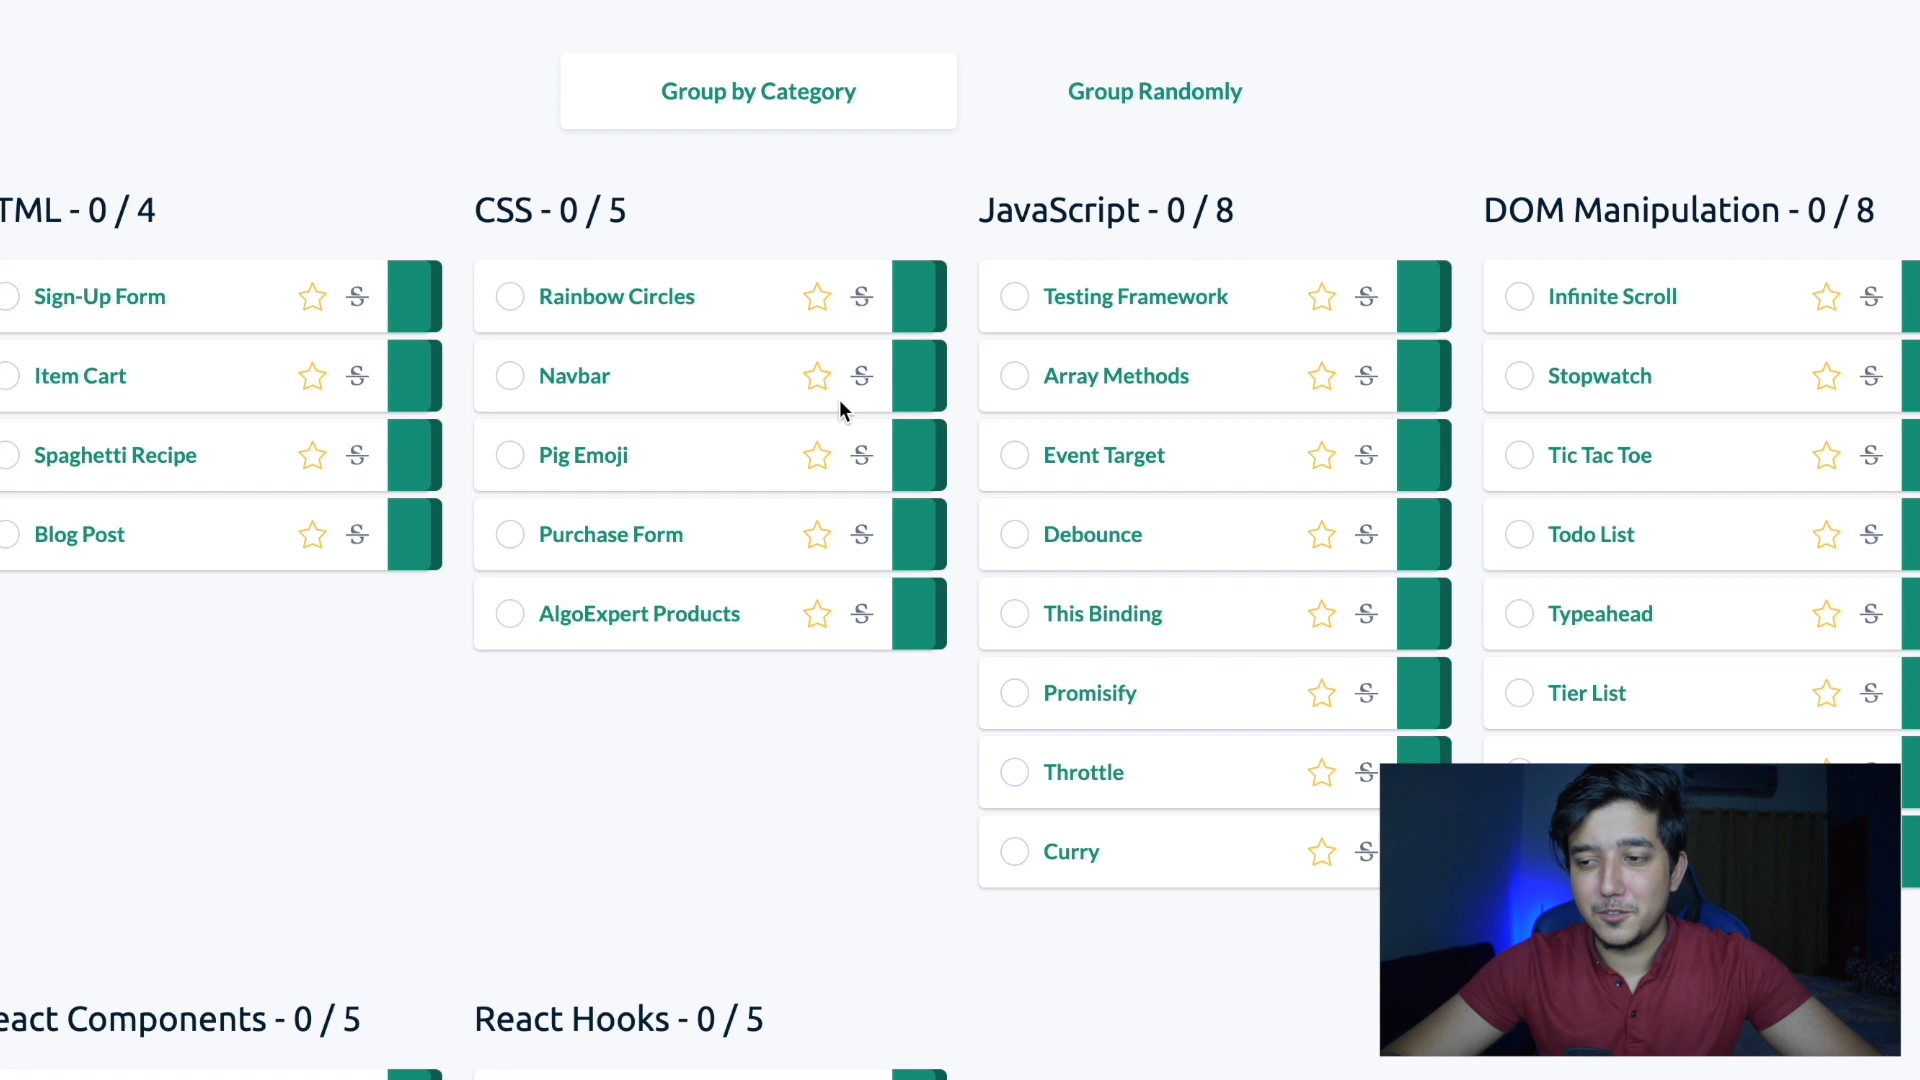 Group by Category
Group Randomly
TML - 0 / 4
Sign-Up Form
Item Cart
Spaghetti Recipe
Blog Post
CSS - 0 / 5
Rainbow Circles
Navbar
Pig Emoji
Purchase Form
AlgoExpert Products
JavaScript - 0 / 8
Testing Framework
Array Methods
Event Target
Debounce
This Binding
Promisify
Throttle
Curry
DOM Manipulation - 0 / 8
Infinite Scroll
Stopwatch
Tic Tac Toe
Todo List
Typeahead
Tier List
eact Components - 0 / 5
React Hooks - 0 / 5